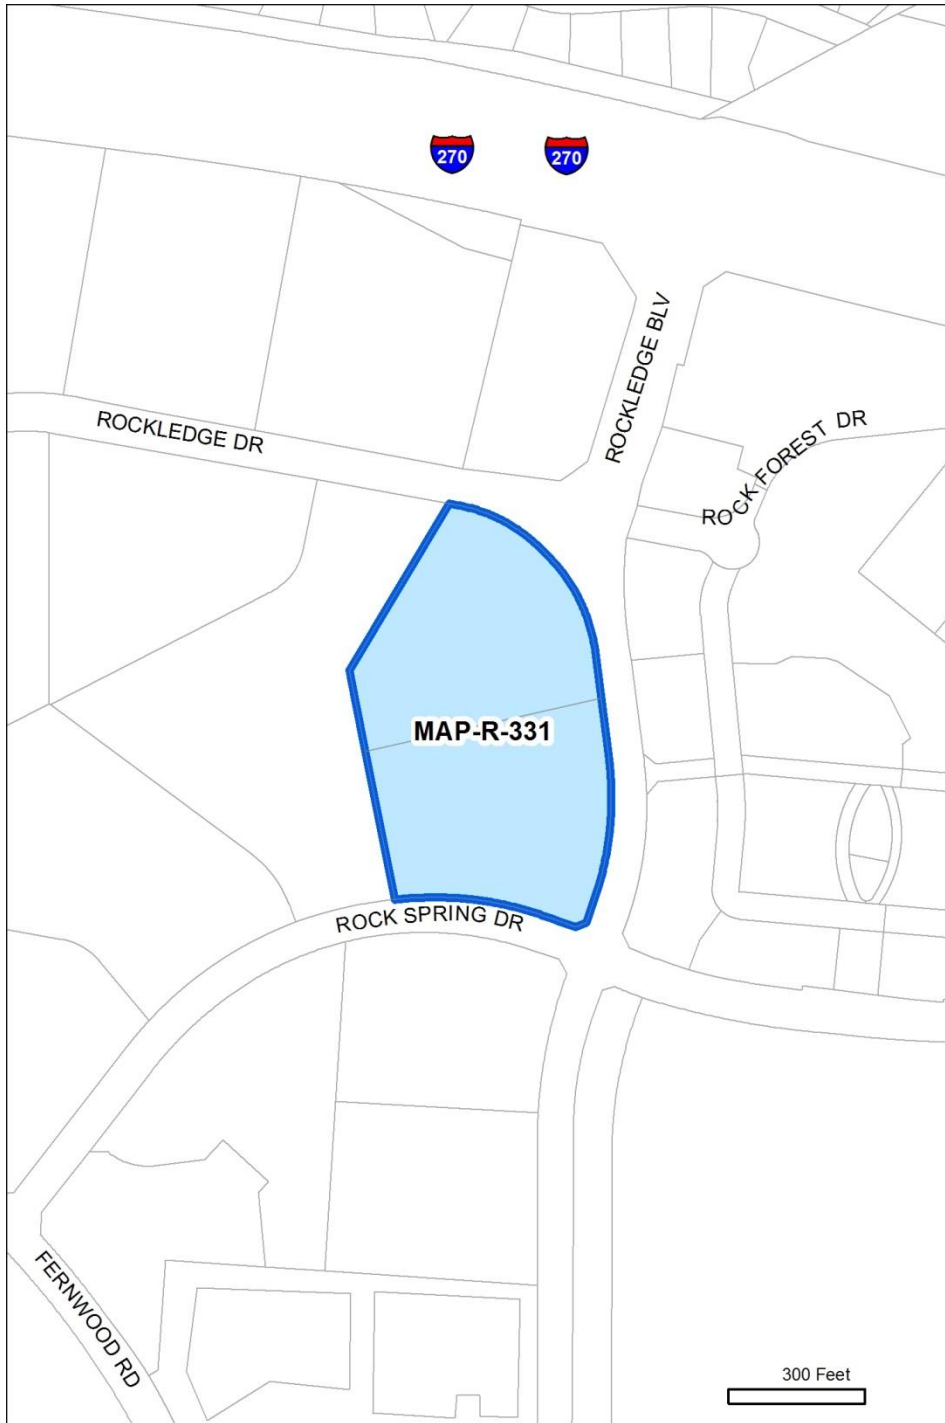 270
270
ROCKLEDGE BLV
ROCKLEDGE DR
ROCK FOREST DR
MAP-R-331
ROCK SPRING DR
FERNWOOD RD
300 Feet